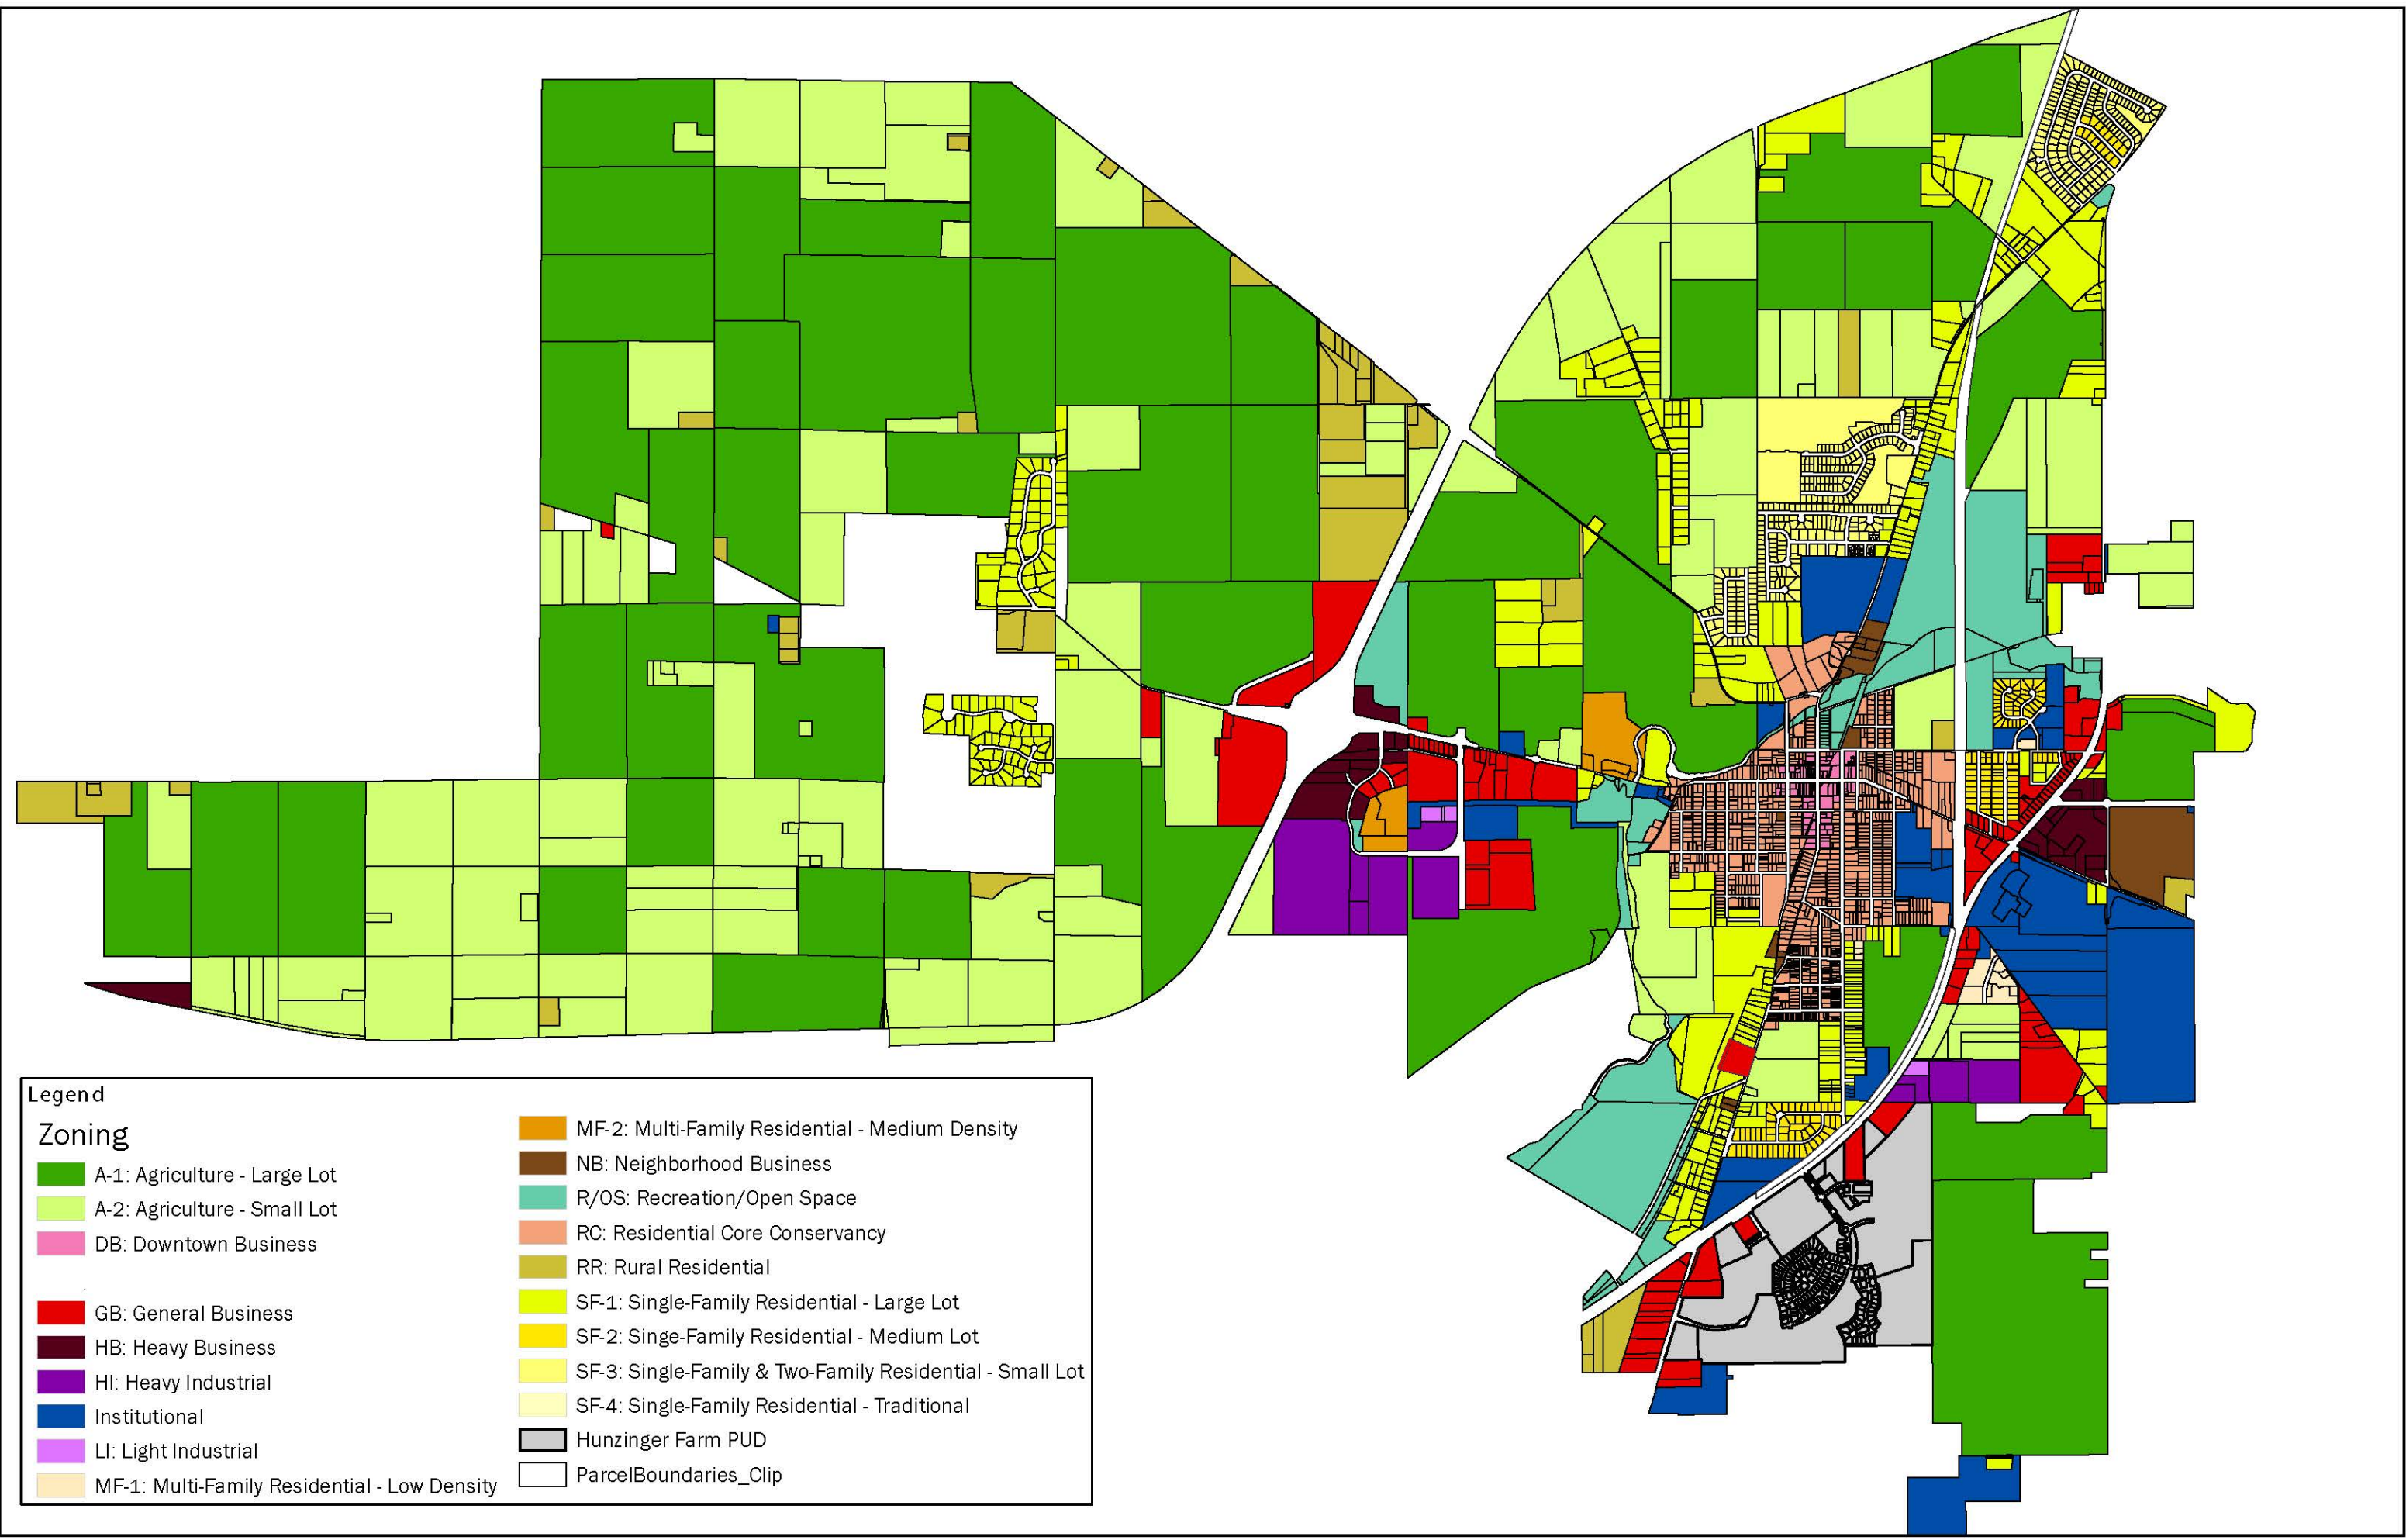 Legend
Zoning
A-1: Agriculture - Large Lot
A-2: Agriculture - Small Lot
DB: Downtown Business
.
GB: General Business
HB: Heavy Business
HI: Heavy Industrial
Institutional
LI: Light Industrial
MF-1: Multi-Family Residential - Low Density
MF-2: Multi-Family Residential - Medium Density
NB: Neighborhood Business
R/OS: Recreation/Open Space
RC: Residential Core Conservancy
RR: Rural Residential
SF-1: Single-Family Residential - Large Lot
SF-2: Singe-Family Residential - Medium Lot
SF-3: Single-Family & Two-Family Residential - Small Lot
SF-4: Single-Family Residential - Traditional
Hunzinger Farm PUD
ParcelBoundaries_Clip